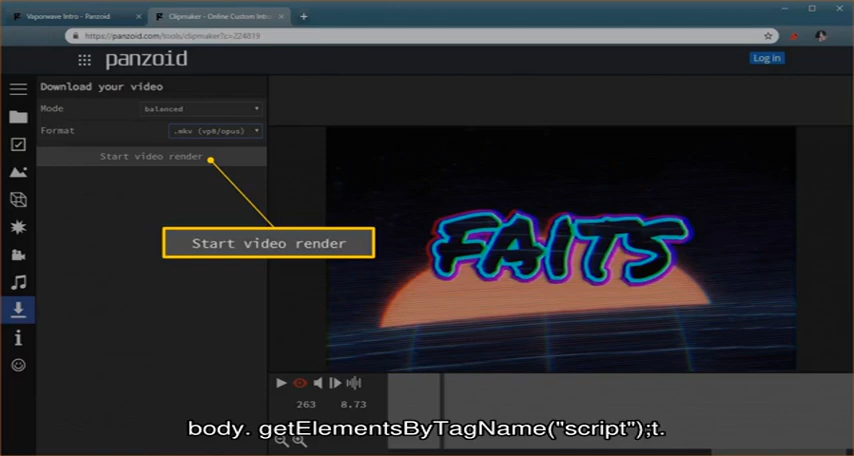 Vaporwave Intro - Panzoid
Clipmaker - Online Custom Intro
https://panzoid.com/tools/clipmaker?c=224819
panzoid
Log in
Download your video
Mode
balanced
Format
.mkv (vp8/opus)
Start video render
Start video render
FAITS
263
8.73
body. getElementsByTagName("script");t.